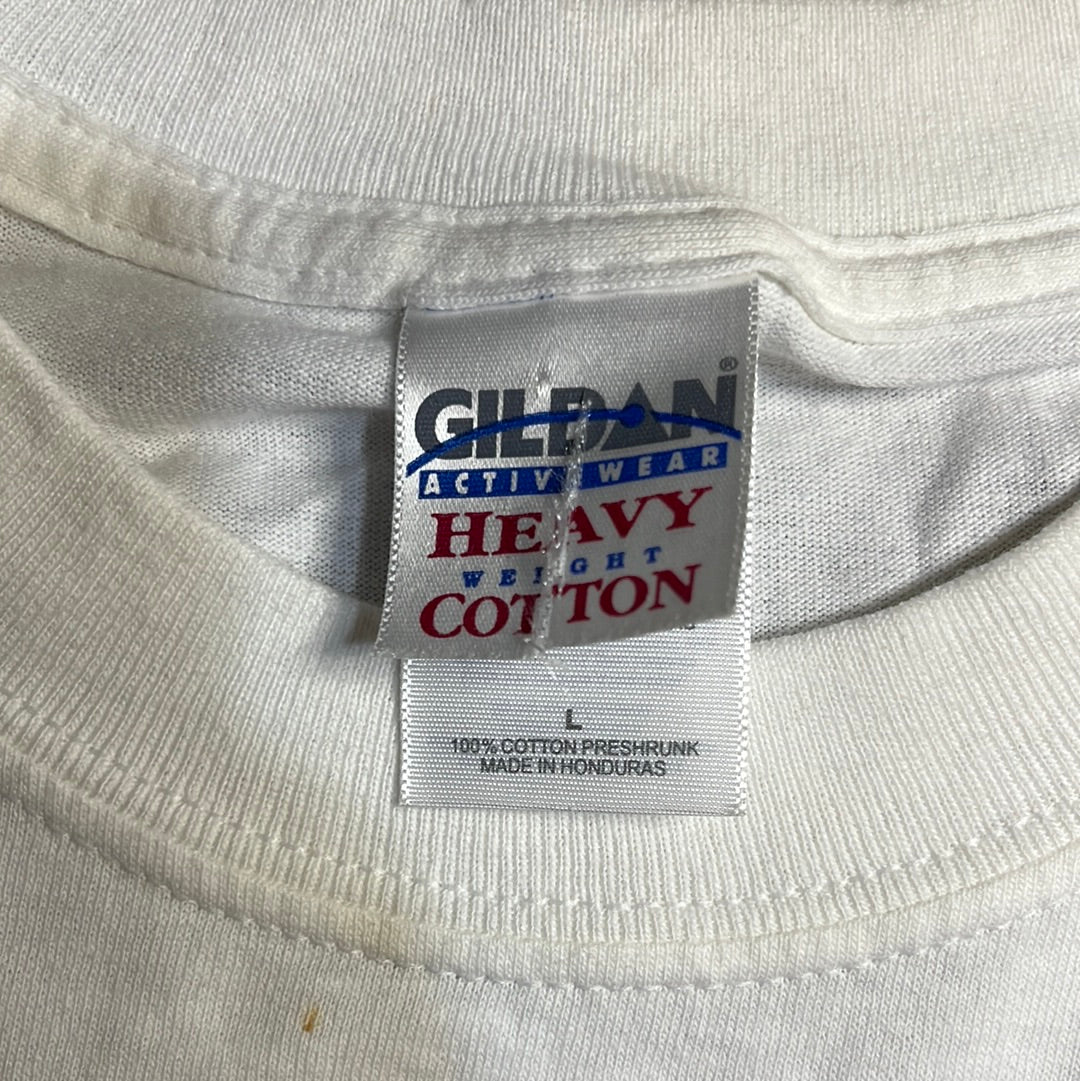 GILDAN®
ACTIVEWEAR
HEAVY
WEIGHT
COTTON
L
100% COTTON PRESHRUNK
MADE IN HONDURAS